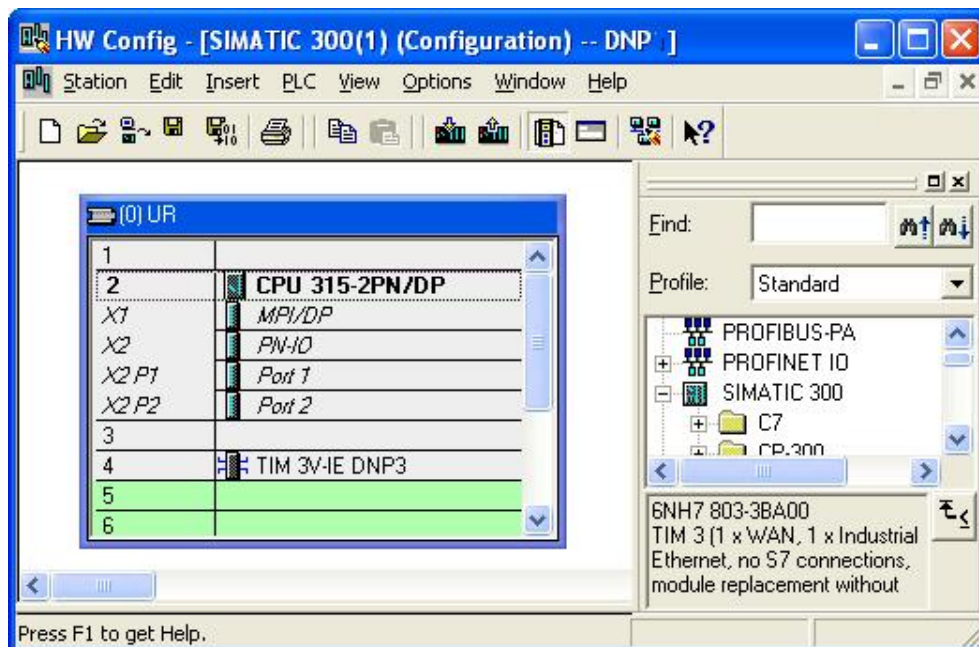 HW Config - [SIMATIC 300(1) (Configuration) -- DNP ]
Station Edit Insert PLC View Options Window Help
(0) UR
1
2 CPU 315-2PN/DP
X1 MPI/DP
X2 PN-IO
X2 P1 Port 1
X2 P2 Port 2
3
4 TIM 3V-IE DNP3
5
6
Find:
Profile: Standard
PROFIBUS-PA
PROFINET IO
SIMATIC 300
C7
CP-300
6NH7 803-3BA00
TIM 3 (1 x WAN, 1 x Industrial
Ethernet, no S7 connections,
module replacement without
Press F1 to get Help.